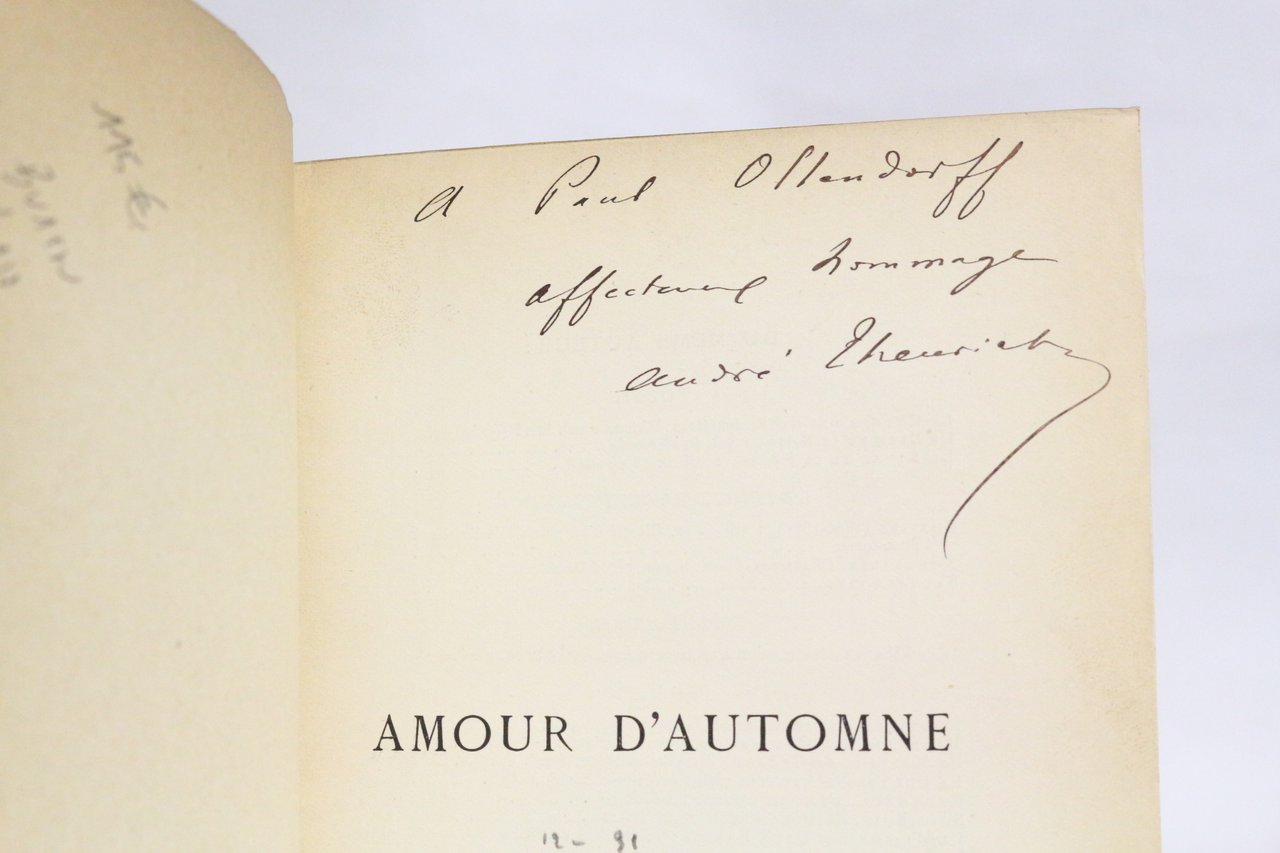 A Paul Ollendorff
affectueux hommage
André Theuriet
AMOUR D'AUTOMNE
12 - 91